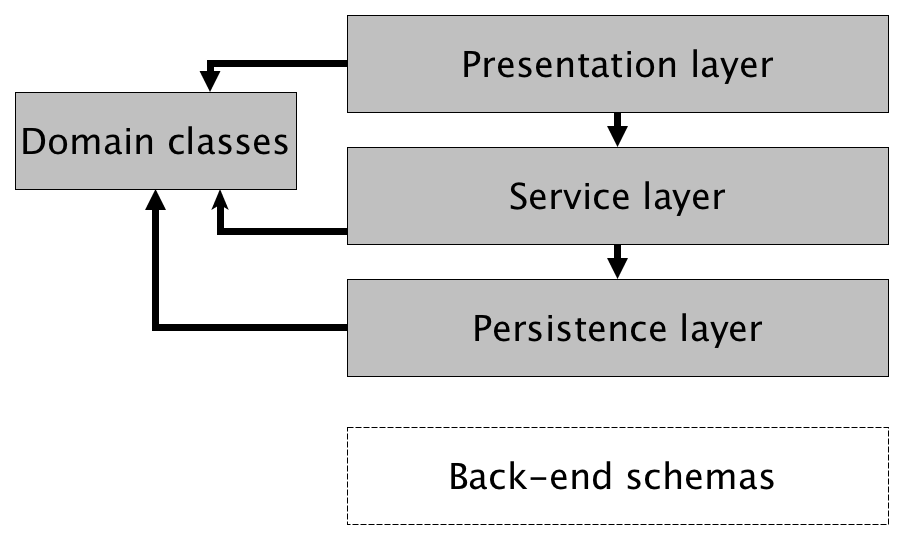 Presentation layer
Domain classes
Service layer
Persistence layer
Back-end schemas